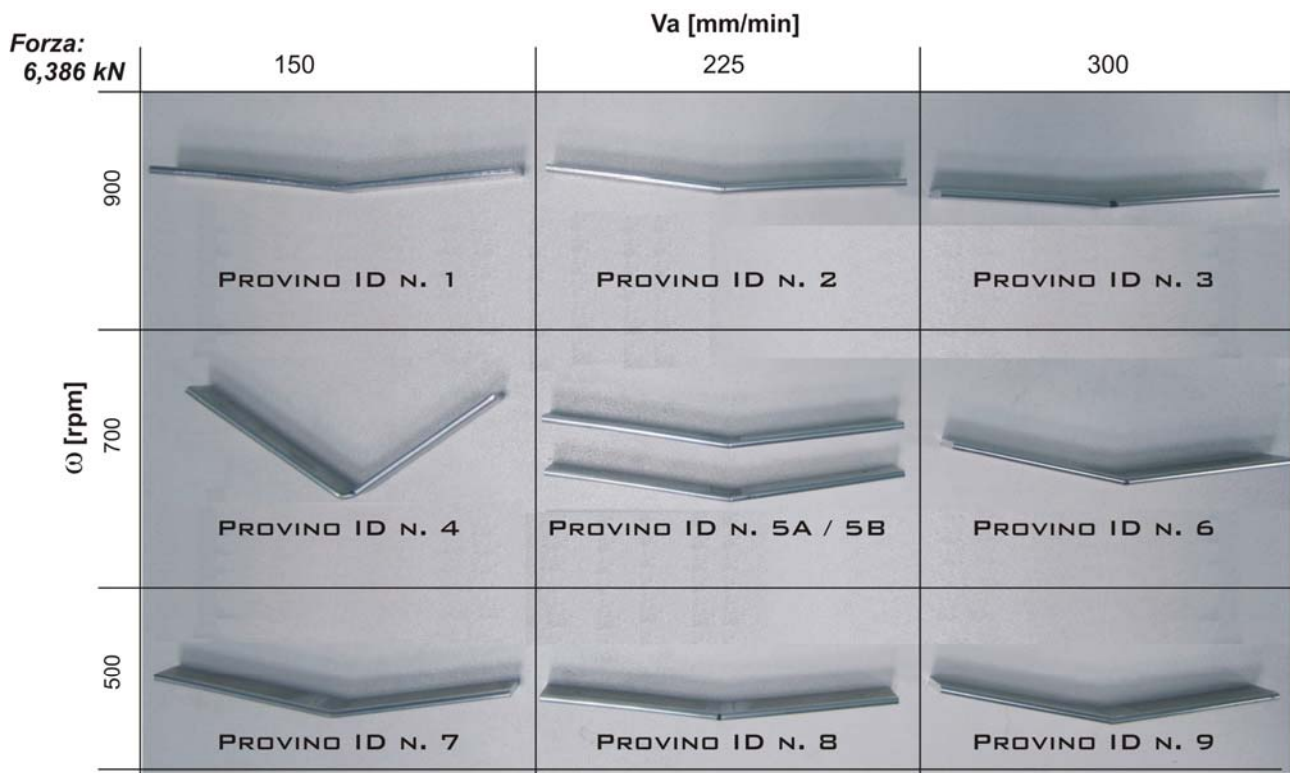 Va [mm/min]
Forza:
6,386 kN
150 225 300
ω [rpm]
900
PROVINO ID N. 1
PROVINO ID N. 2
PROVINO ID N. 3
700
PROVINO ID N. 4
PROVINO ID N. 5A / 5B
PROVINO ID N. 6
500
PROVINO ID N. 7
PROVINO ID N. 8
PROVINO ID N. 9